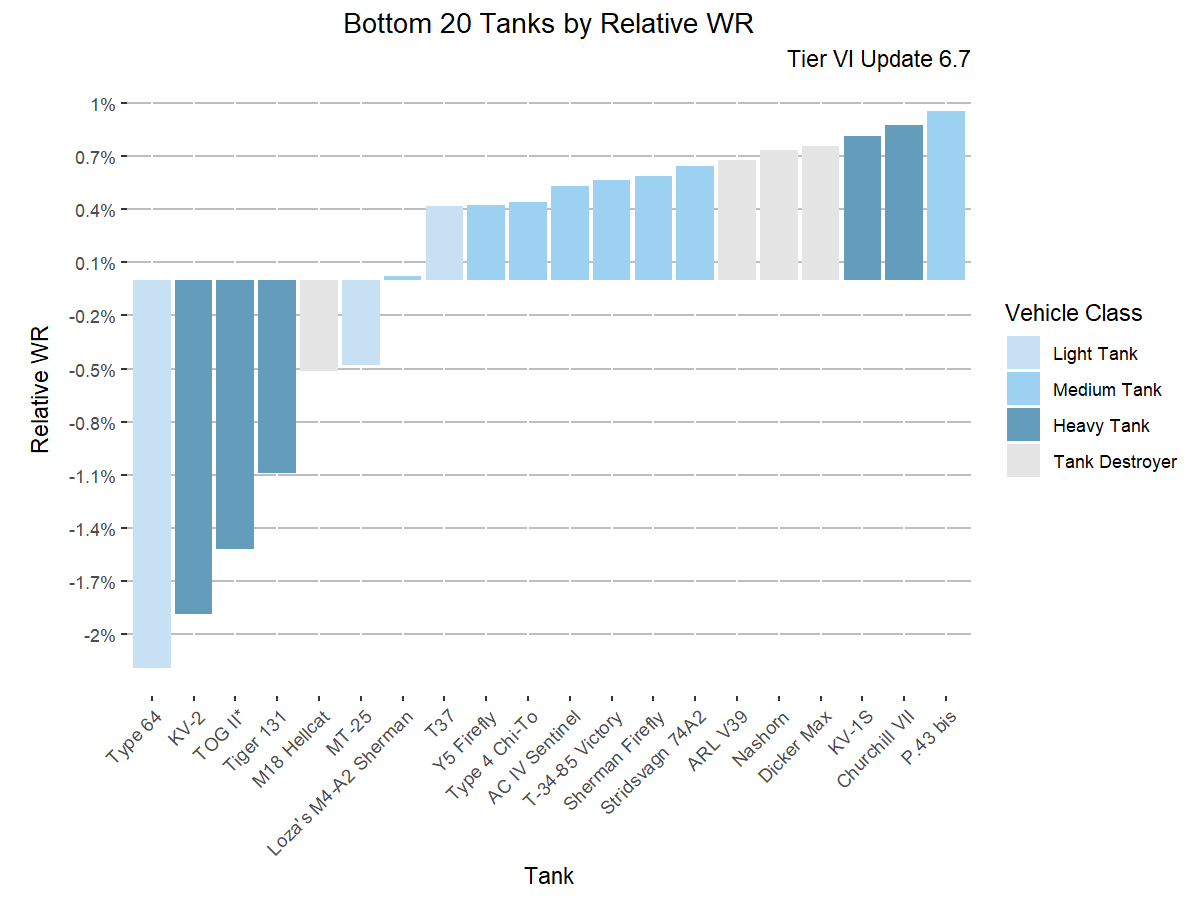 Bottom 20 Tanks by Relative WR
Tier VI Update 6.7
1%
0.7%
0.4%
0.1%
-0.2%
-0.5%
-0.8%
-1.1%
-1.4%
-1.7%
-2%
Relative WR
Type 64
KV-2
TOG II*
Tiger 131
M18 Hellcat
MT-25
Loza's M4-A2 Sherman
T37
Y5 Firefly
Type 4 Chi-To
AC IV Sentinel
T-34-85 Victory
Sherman Firefly
Stridsvagn 74A2
ARL V39
Nashorn
Dicker Max
KV-1S
Churchill VII
P.43 bis
Tank
Vehicle Class
Light Tank
Medium Tank
Heavy Tank
Tank Destroyer